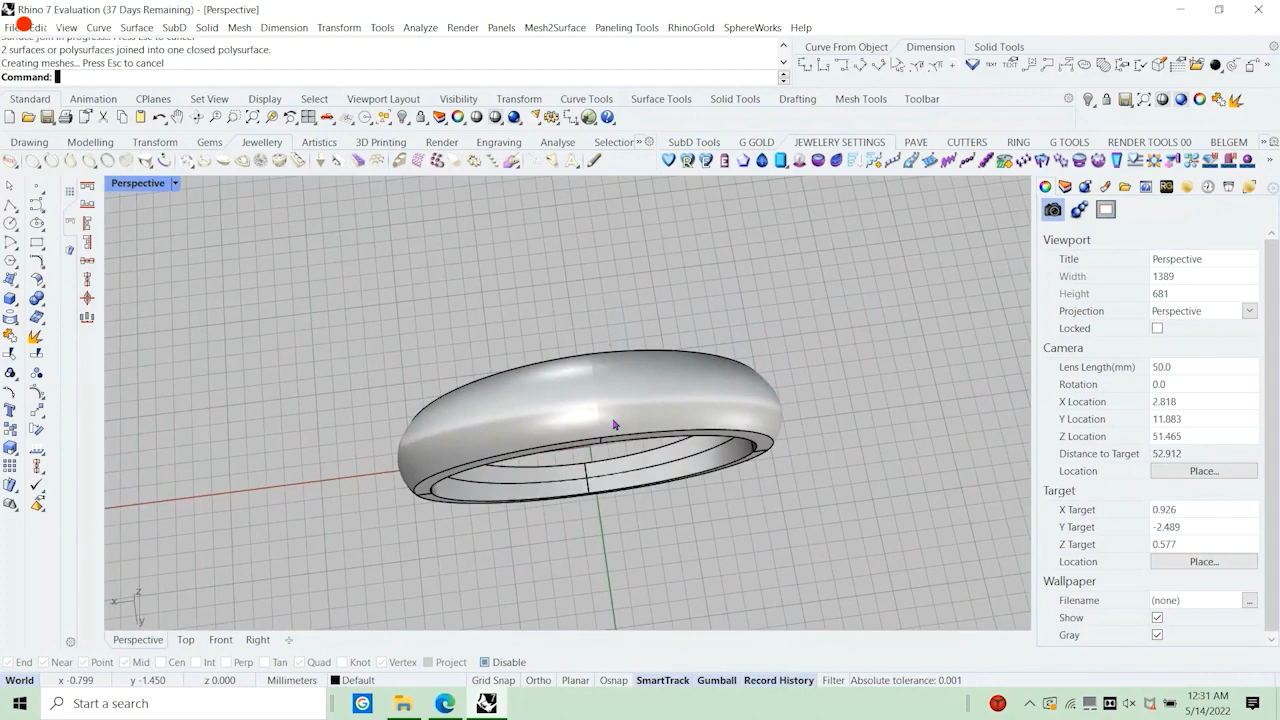 Rhino 7 Evaluation (37 Days Remaining) - [Perspective]
File Edit View Curve Surface SubD Solid Mesh Dimension Transform Tools Analyze Render Panels Mesh2Surface Paneling Tools RhinoGold SphereWorks Help
2 surfaces or polysurfaces joined into one closed polysurface.
Creating meshes... Press Esc to cancel
Command:
Curve From Object Dimension Solid Tools
Standard Animation CPlanes Set View Display Select Viewport Layout Visibility Transform Curve Tools Surface Tools Solid Tools Drafting Mesh Tools Toolbar
Drawing Modelling Transform Gems Jewellery Artistics 3D Printing Render Engraving Analyse Selection SubD Tools G GOLD JEWELERY SETTINGS PAVE CUTTERS RING G TOOLS RENDER TOOLS 00 BELGEM
Perspective
Viewport
Title Perspective
Width 1389
Height 681
Projection Perspective
Locked
Camera
Lens Length(mm) 50.0
Rotation 0.0
X Location 2.818
Y Location 11.883
Z Location 51.465
Distance to Target 52.912
Location Place...
Target
X Target 0.926
Y Target -2.489
Z Target 0.577
Location Place...
Wallpaper
Filename (none) ...
Show
Gray
z
x
y
Perspective Top Front Right
End Near Point Mid Cen Int Perp Tan Quad Knot Vertex Project Disable
World x -0.799 y -1.450 z 0.000 Millimeters Default Grid Snap Ortho Planar Osnap SmartTrack Gumball Record History Filter Absolute tolerance: 0.001
Start a search
12:31 AM
5/14/2022